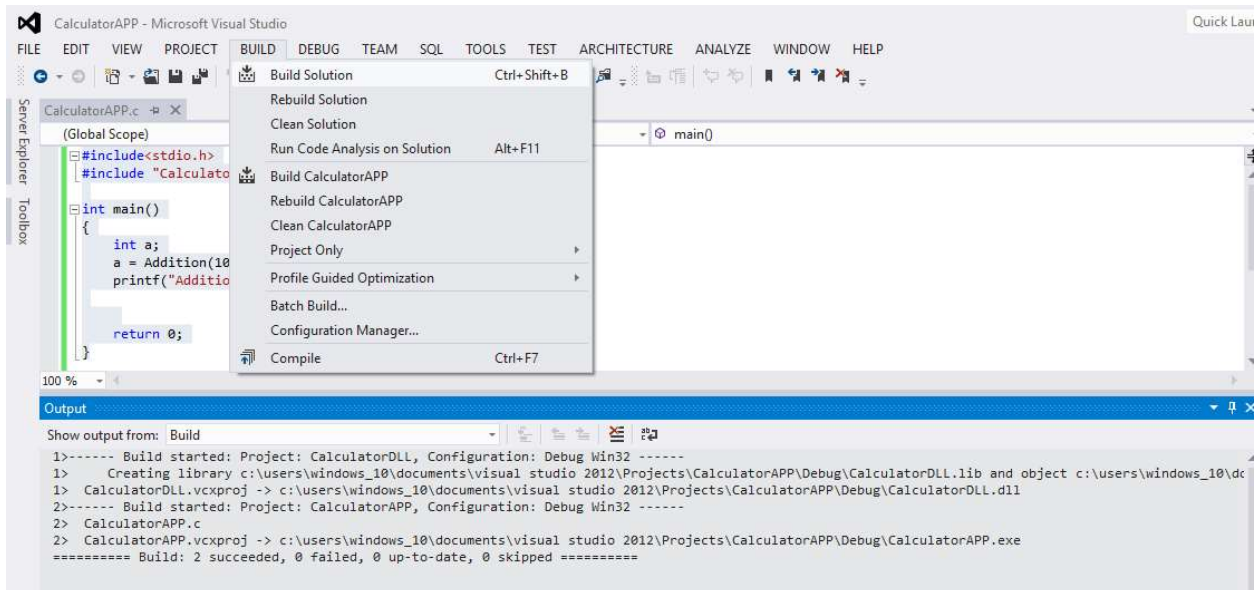 CalculatorAPP - Microsoft Visual Studio
Quick Lau
FILE EDIT VIEW PROJECT BUILD DEBUG TEAM SQL TOOLS TEST ARCHITECTURE ANALYZE WINDOW HELP
Server Explorer
Toolbox
CalculatorAPP.c
(Global Scope)
main()
#include<stdio.h>
#include "Calculato
int main()
{
int a;
a = Addition(10
printf("Additio
return 0;
}
Build Solution Ctrl+Shift+B
Rebuild Solution
Clean Solution
Run Code Analysis on Solution Alt+F11
Build CalculatorAPP
Rebuild CalculatorAPP
Clean CalculatorAPP
Project Only
Profile Guided Optimization
Batch Build...
Configuration Manager...
Compile Ctrl+F7
100 %
Output
Show output from: Build
1>------ Build started: Project: CalculatorDLL, Configuration: Debug Win32 ------
1> Creating library c:\users\windows_10\documents\visual studio 2012\Projects\CalculatorAPP\Debug\CalculatorDLL.lib and object c:\users\windows_10\do
1> CalculatorDLL.vcxproj -> c:\users\windows_10\documents\visual studio 2012\Projects\CalculatorAPP\Debug\CalculatorDLL.dll
2>------ Build started: Project: CalculatorAPP, Configuration: Debug Win32 ------
2> CalculatorAPP.c
2> CalculatorAPP.vcxproj -> c:\users\windows_10\documents\visual studio 2012\Projects\CalculatorAPP\Debug\CalculatorAPP.exe
========== Build: 2 succeeded, 0 failed, 0 up-to-date, 0 skipped ==========